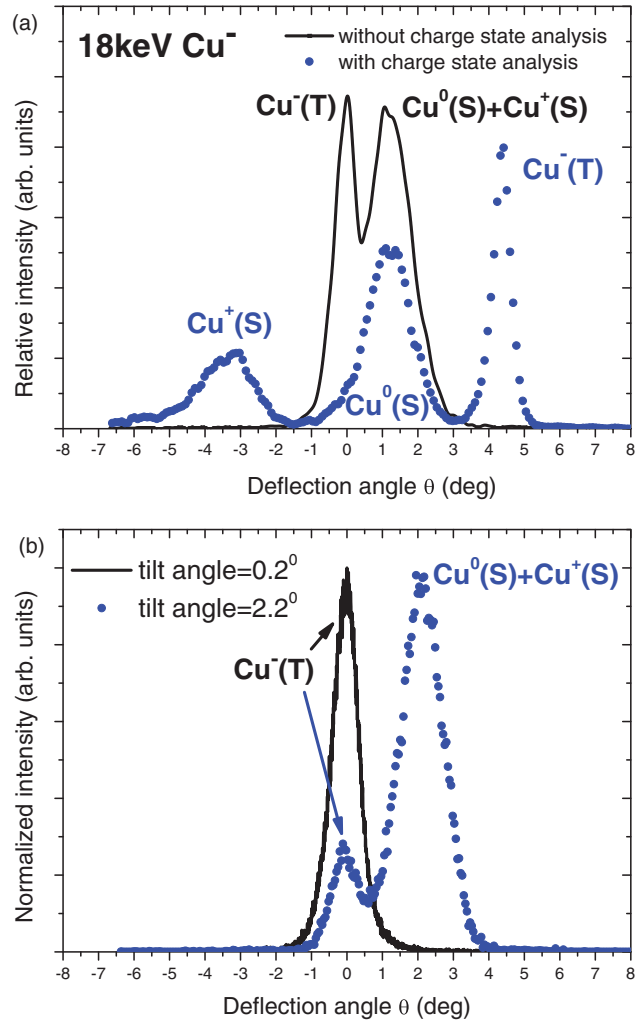 (a)
18keV Cu⁻
without charge state analysis
with charge state analysis
Cu⁻(T)
Cu⁰(S)+Cu⁺(S)
Cu⁻(T)
Cu⁺(S)
Cu⁰(S)
Relative intensity (arb. units)
-8 -7 -6 -5 -4 -3 -2 -1 0 1 2 3 4 5 6 7 8
Deflection angle θ (deg)
(b)
tilt angle=0.2⁰
tilt angle=2.2⁰
Cu⁰(S)+Cu⁺(S)
Cu⁻(T)
Normalized intensity (arb. units)
-8 -7 -6 -5 -4 -3 -2 -1 0 1 2 3 4 5 6 7 8
Deflection angle θ (deg)